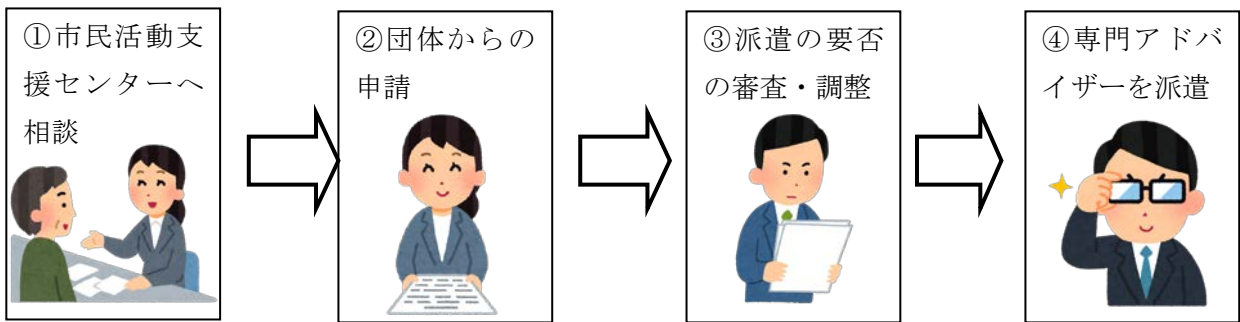 ①市民活動支
援センターへ
相談
②団体からの
申請
③派遣の要否
の審査・調整
④専門アドバ
イザーを派遣